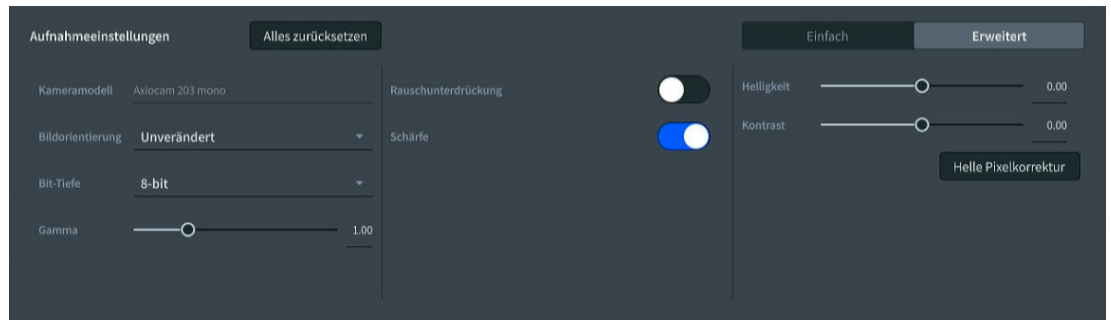 Aufnahmeeinstellungen
Alles zurücksetzen
Einfach
Erweitert
Kameramodell Axiocam 203 mono
Bildorientierung Unverändert
Bit-Tiefe 8-bit
Gamma 1.00
Rauschunterdrückung
Schärfe
Helligkeit 0.00
Kontrast 0.00
Helle Pixelkorrektur